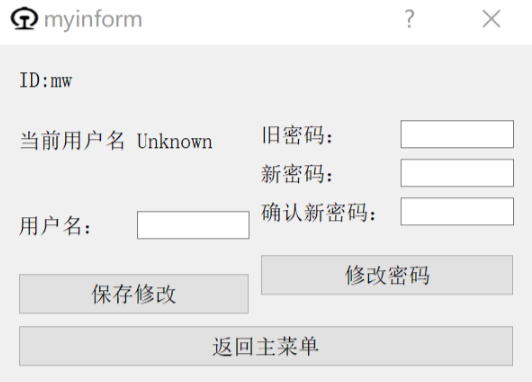 myinform
ID:mw
当前用户名 Unknown
用户名:
保存修改
旧密码:
新密码:
确认新密码:
修改密码
返回主菜单